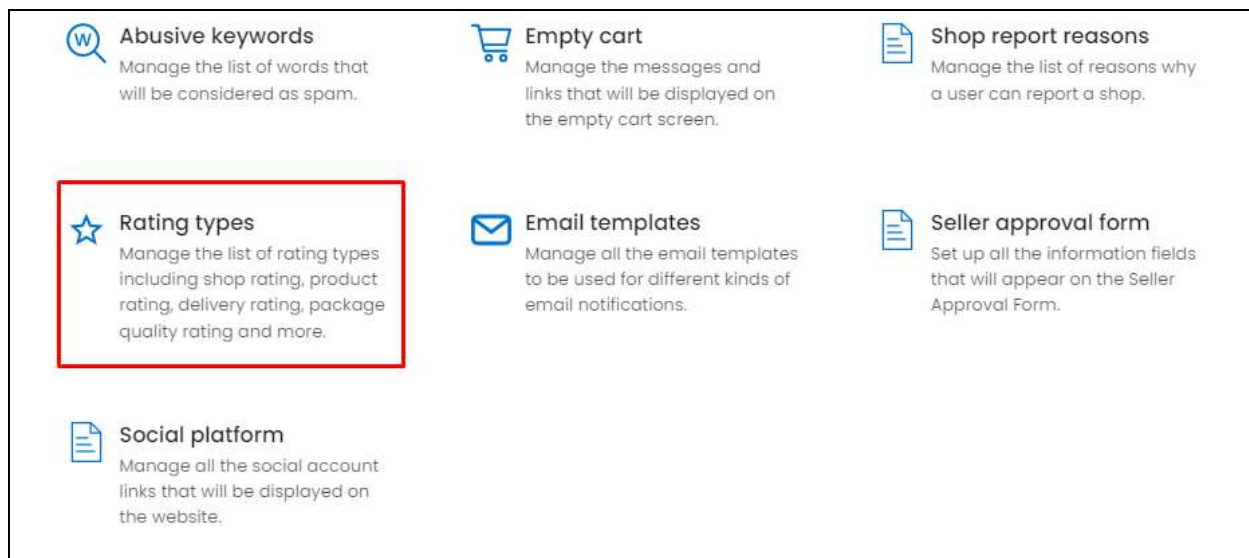 W
Abusive keywords
Manage the list of words that
will be considered as spam.
Empty cart
Manage the messages and
links that will be displayed on
the empty cart screen.
Shop report reasons
Manage the list of reasons why
a user can report a shop.
Rating types
Manage the list of rating types
including shop rating, product
rating, delivery rating, package
quality rating and more.
Email templates
Manage all the email templates
to be used for different kinds of
email notifications.
Seller approval form
Set up all the information fields
that will appear on the Seller
Approval Form.
Social platform
Manage all the social account
links that will be displayed on
the website.